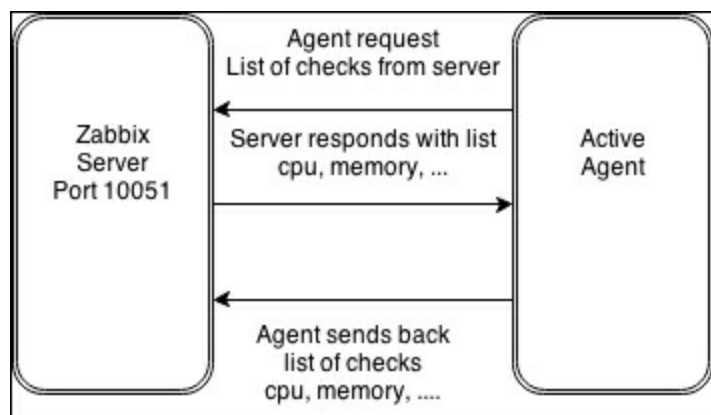 Agent request
List of checks from server
Zabbix
Server
Port 10051
Server responds with list
cpu, memory, ...
Active
Agent
Agent sends back
list of checks
cpu, memory, ....